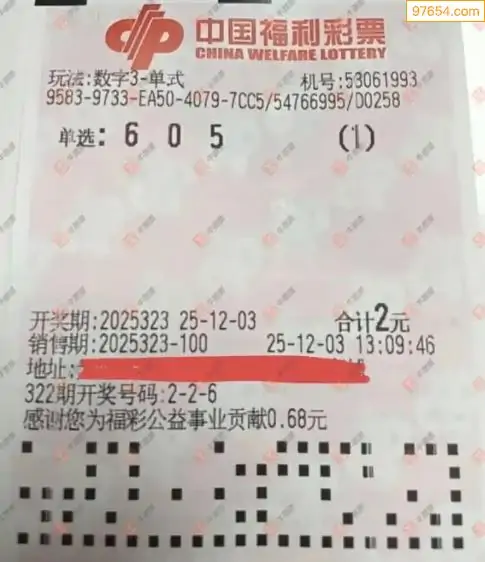 97654.com
中国福利彩票
CHINA WELFARE LOTTERY
玩法:数字3-单式 机号:53061993
9583-9733-EA50-4079-7CC5/54766995/D0258
单选: 6 0 5 (1)
开奖期:2025323 25-12-03 合计2元
销售期:2025323-100 25-12-03 13:09:46
地址:
322期开奖号码:2-2-6
感谢您为福彩公益事业贡献0.68元